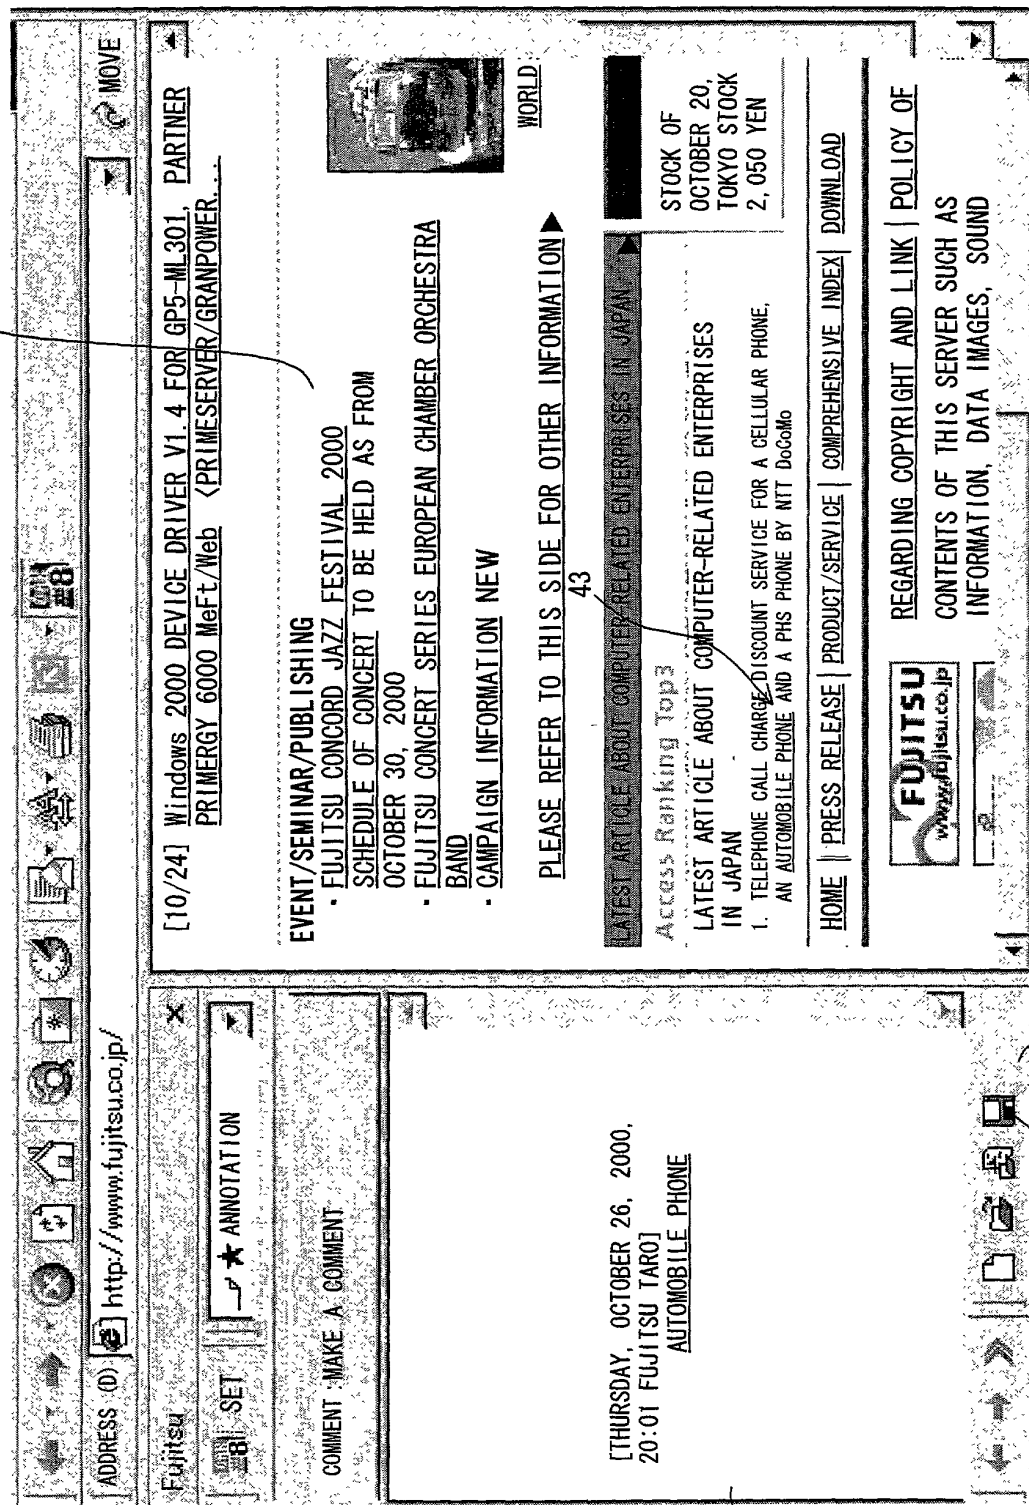 MOVE
ADDRESS (D) http://www.fujitsu.co.jp/
Fujitsu ×
SET ★ ANNOTATION
COMMENT : MAKE A COMMENT
[THURSDAY, OCTOBER 26, 2000,
20:01 FUJITSU TARO]
AUTOMOBILE PHONE
[10/24] Windows 2000 DEVICE DRIVER V1.4 FOR GP5-ML301, PARTNER
PRIMERGY 6000 MeFt/Web <PRIMESERVER/GRANPOWER...
EVENT/SEMINAR/PUBLISHING
・FUJITSU CONCORD JAZZ FESTIVAL 2000
SCHEDULE OF CONCERT TO BE HELD AS FROM
OCTOBER 30, 2000
・FUJITSU CONCERT SERIES EUROPEAN CHAMBER ORCHESTRA
BAND
・CAMPAIGN INFORMATION NEW
WORLD
PLEASE REFER TO THIS SIDE FOR OTHER INFORMATION ▶
43
LATEST ARTICLE ABOUT COMPUTER-RELATED ENTERPRISES IN JAPAN
Access Ranking Top3
LATEST ARTICLE ABOUT COMPUTER-RELATED ENTERPRISES
IN JAPAN
1. TELEPHONE CALL CHARGE DISCOUNT SERVICE FOR A CELLULAR PHONE,
AN AUTOMOBILE PHONE AND A PHS PHONE BY NTT DoCoMo
STOCK OF
OCTOBER 20,
TOKYO STOCK
2,050 YEN
HOME | PRESS RELEASE | PRODUCT/SERVICE | COMPREHENSIVE INDEX | DOWNLOAD
FUJITSU
www.fujitsu.co.jp
REGARDING COPYRIGHT AND LINK | POLICY OF
CONTENTS OF THIS SERVER SUCH AS
INFORMATION, DATA IMAGES, SOUND